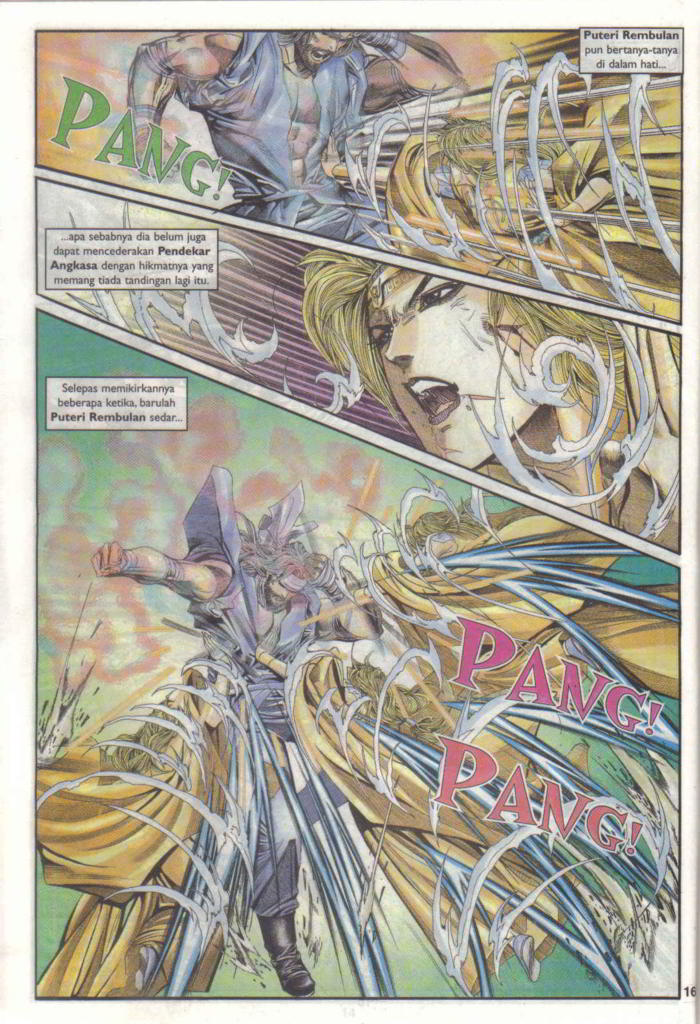 Puteri Rembulan
pun bertanya-tanya
di dalam hati...
PANG!
...apa sebabnya dia belum juga
dapat mencederakan Pendekar
Angkasa dengan hikmatnya yang
memang tiada tandingan lagi itu.
Selepas memikirkannya
beberapa ketika, barulah
Puteri Rembulan sedar...
PANG!
PANG!
16